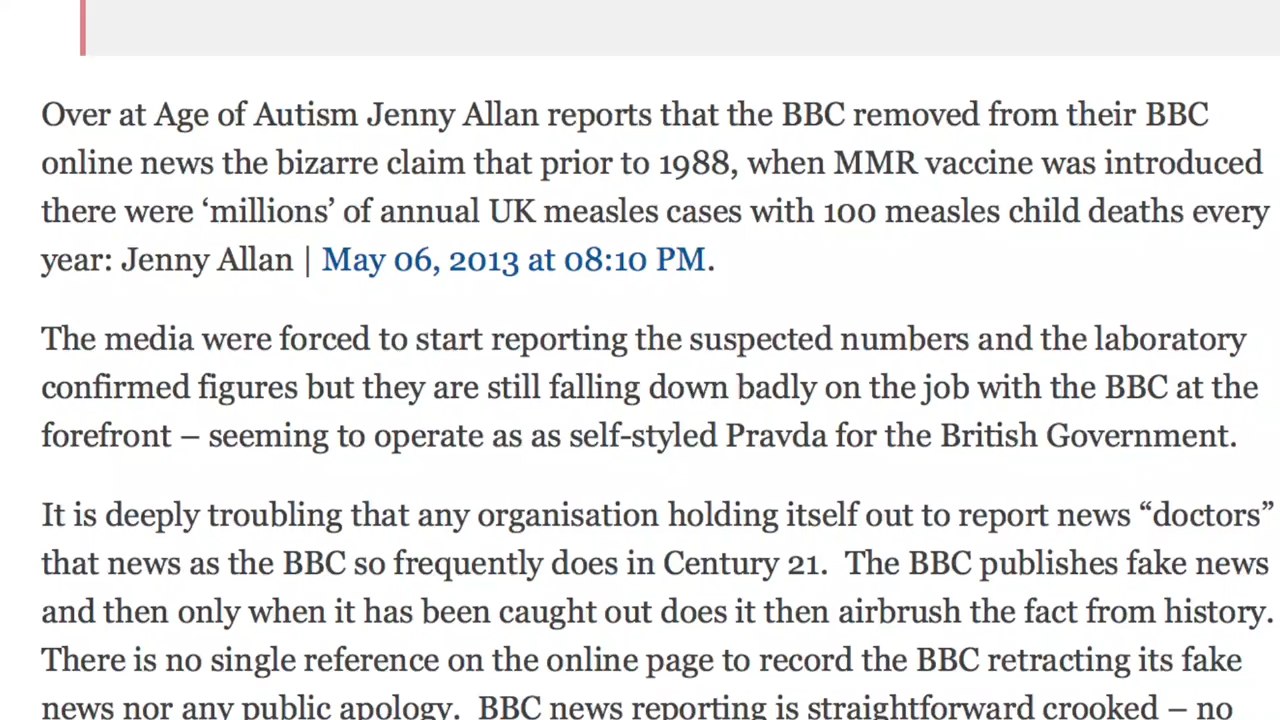 Over at Age of Autism Jenny Allan reports that the BBC removed from their BBC
online news the bizarre claim that prior to 1988, when MMR vaccine was introduced
there were ‘millions’ of annual UK measles cases with 100 measles child deaths every
year: Jenny Allan | May 06, 2013 at 08:10 PM.
The media were forced to start reporting the suspected numbers and the laboratory
confirmed figures but they are still falling down badly on the job with the BBC at the
forefront – seeming to operate as as self-styled Pravda for the British Government.
It is deeply troubling that any organisation holding itself out to report news “doctors”
that news as the BBC so frequently does in Century 21.  The BBC publishes fake news
and then only when it has been caught out does it then airbrush the fact from history.
There is no single reference on the online page to record the BBC retracting its fake
news nor any public apology.  BBC news reporting is straightforward crooked – no